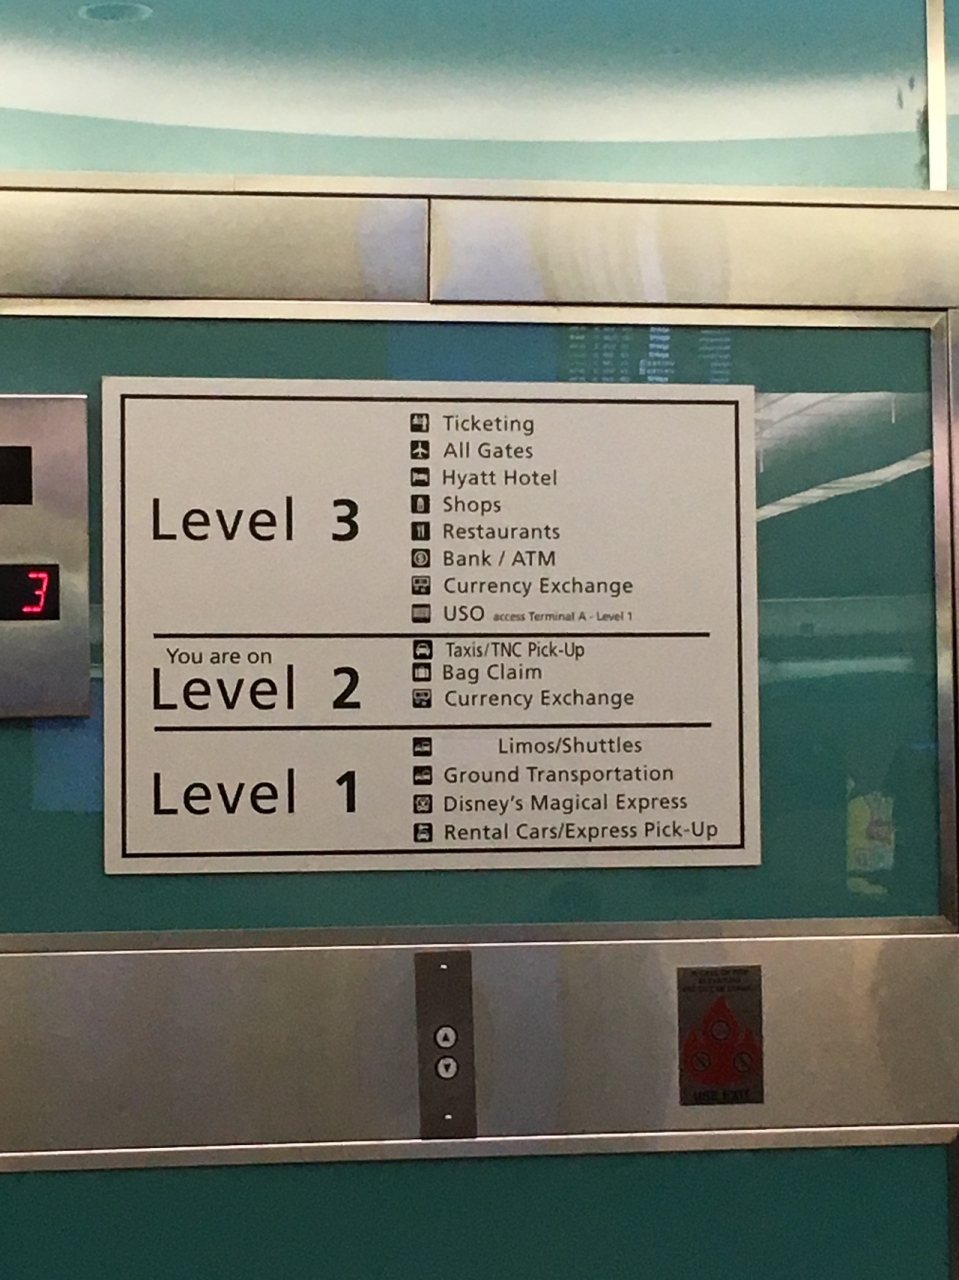 Ticketing
All Gates
Hyatt Hotel
Shops
Restaurants
Bank / ATM
Currency Exchange
USO access Terminal A - Level 1
Level 3
3
Taxis/TNC Pick-Up
Bag Claim
Currency Exchange
You are on
Level 2
Limos/Shuttles
Ground Transportation
Disney's Magical Express
Rental Cars/Express Pick-Up
Level 1
USE EXIT